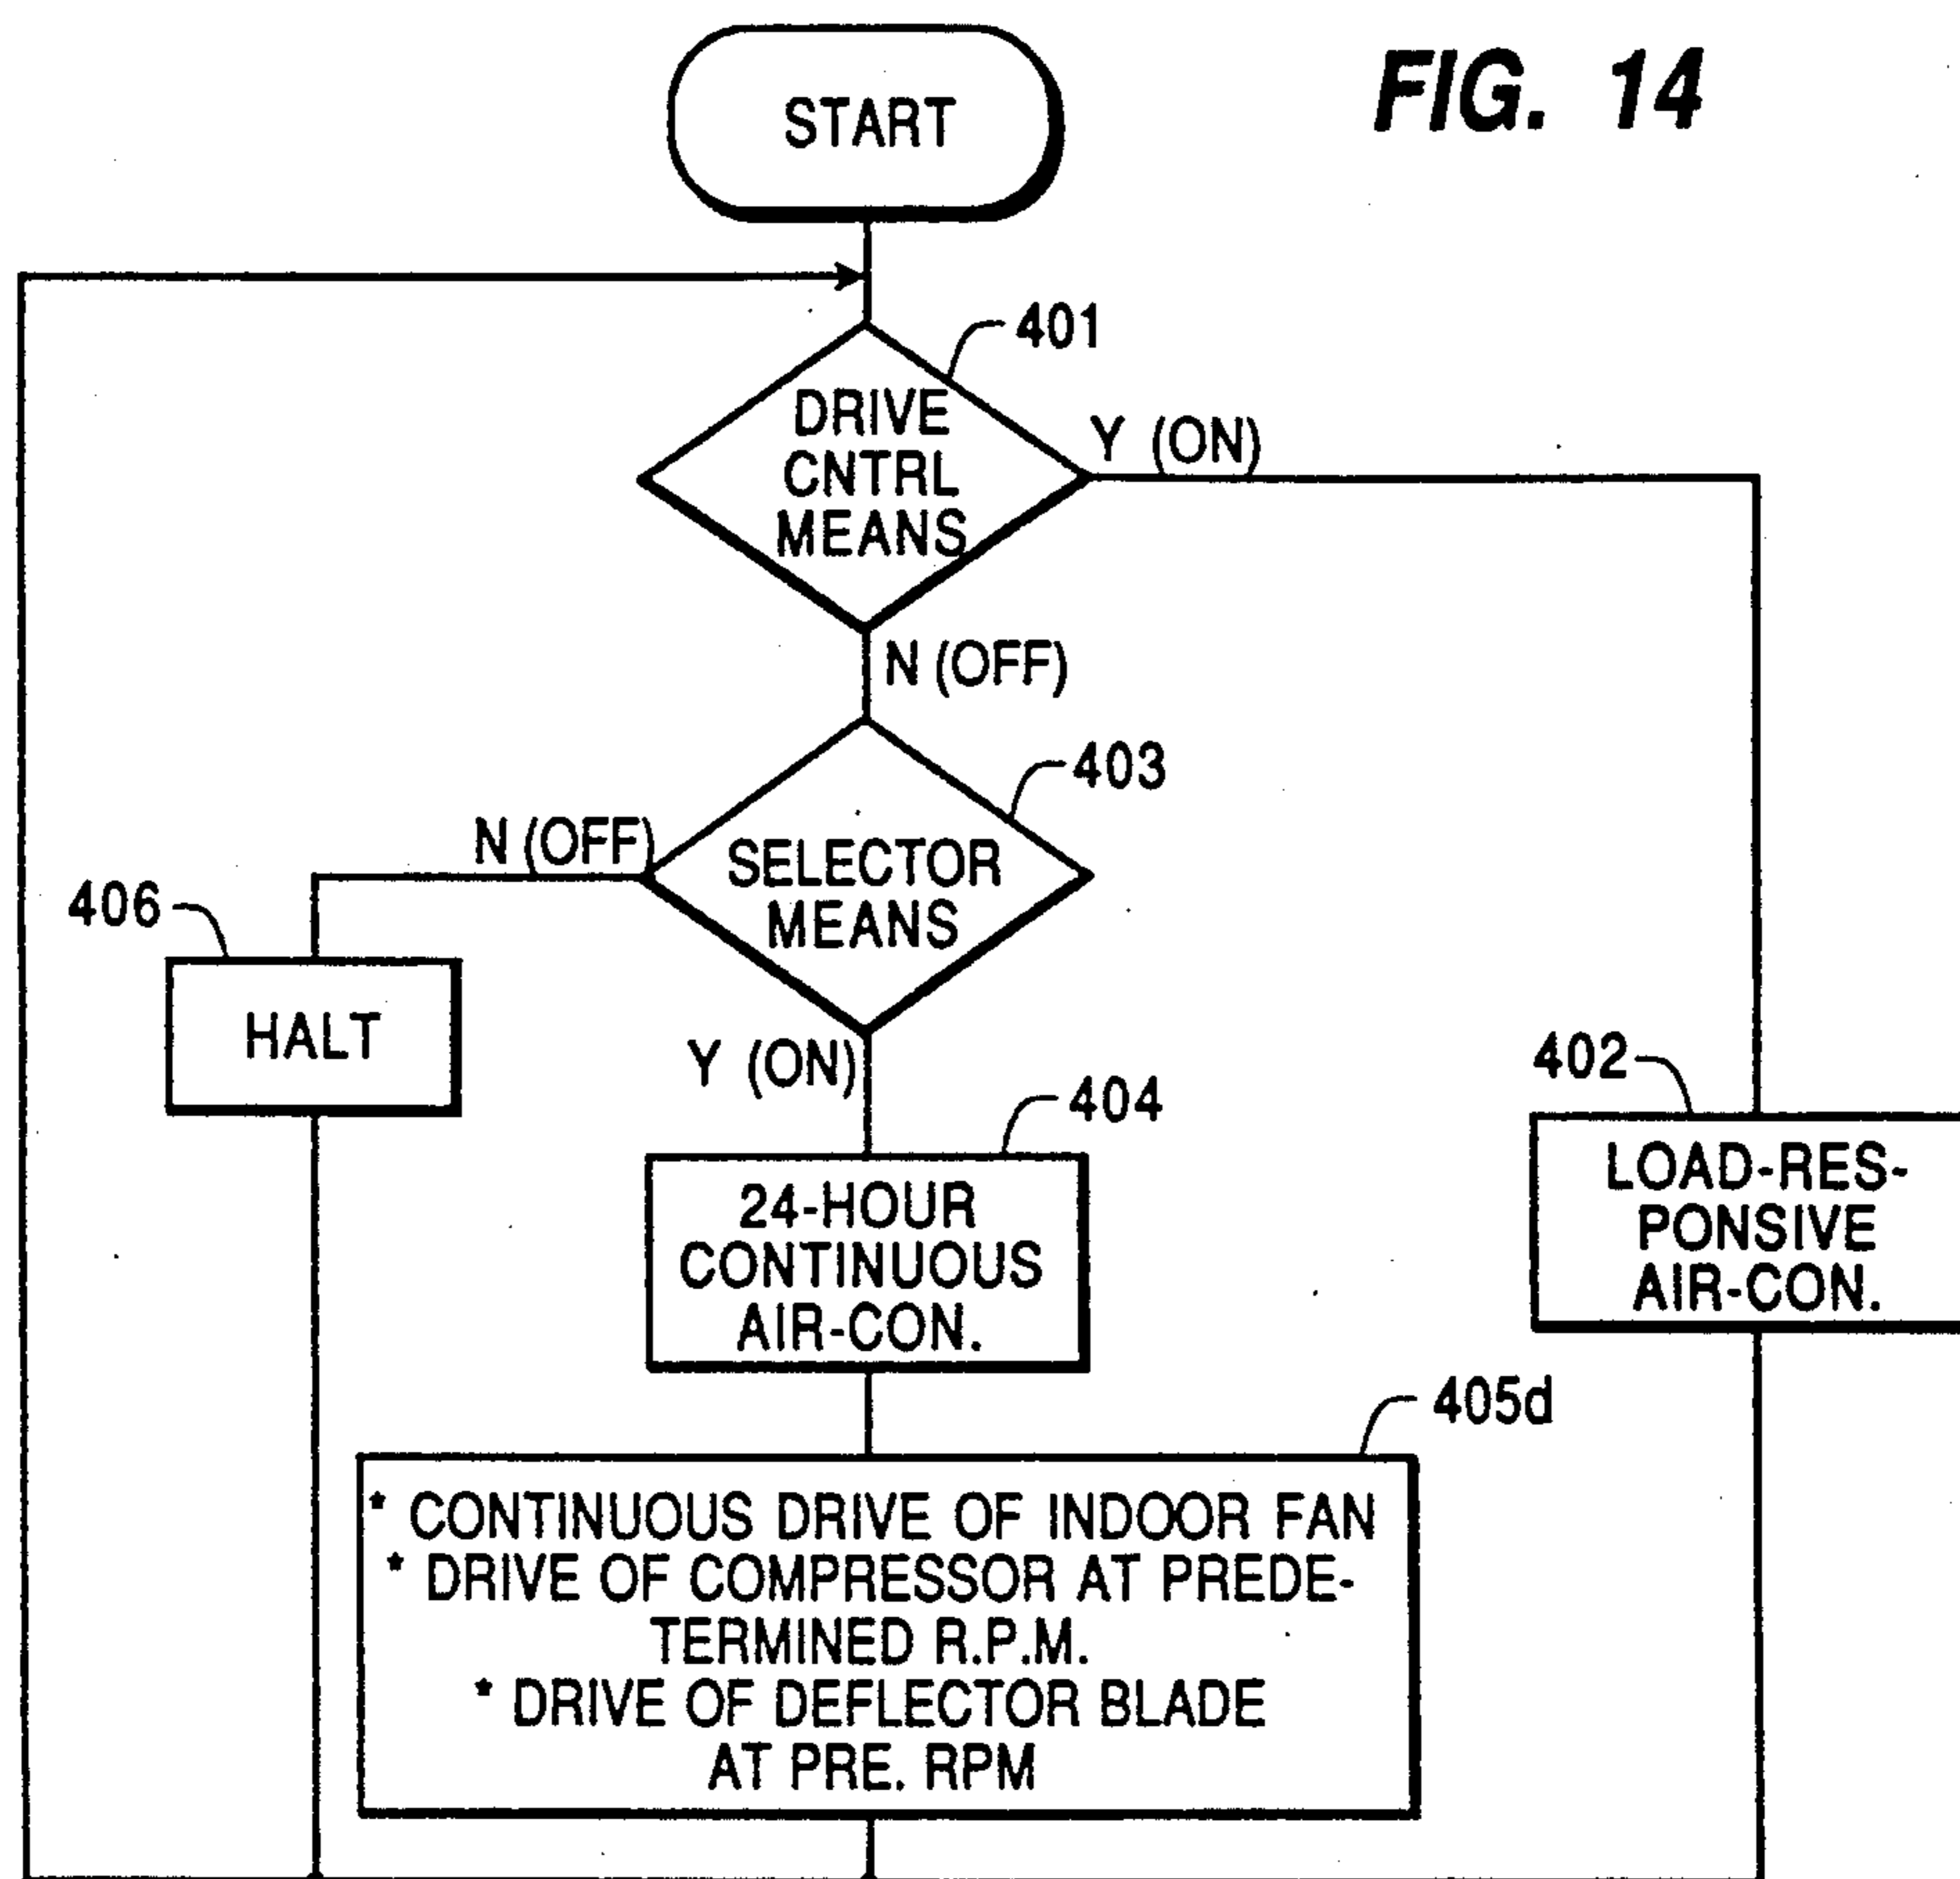 FIG. 14
START
401
DRIVE
CNTRL
MEANS
Y (ON)
N (OFF)
403
SELECTOR
MEANS
N (OFF)
406
HALT
Y (ON)
404
24-HOUR
CONTINUOUS
AIR-CON.
402
LOAD-RES-
PONSIVE
AIR-CON.
405d
* CONTINUOUS DRIVE OF INDOOR FAN
* DRIVE OF COMPRESSOR AT PREDE-
TERMINED R.P.M.
* DRIVE OF DEFLECTOR BLADE
AT PRE. RPM